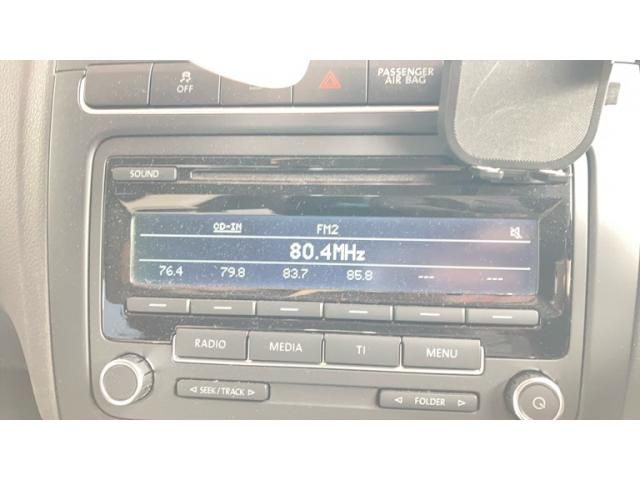 OFF
PASSENGER
AIR BAG
SOUND
CD-IN FM2
80.4MHz
76.4 79.8 83.7 85.8 --- ---
RADIO MEDIA TI MENU
SEEK/TRACK FOLDER